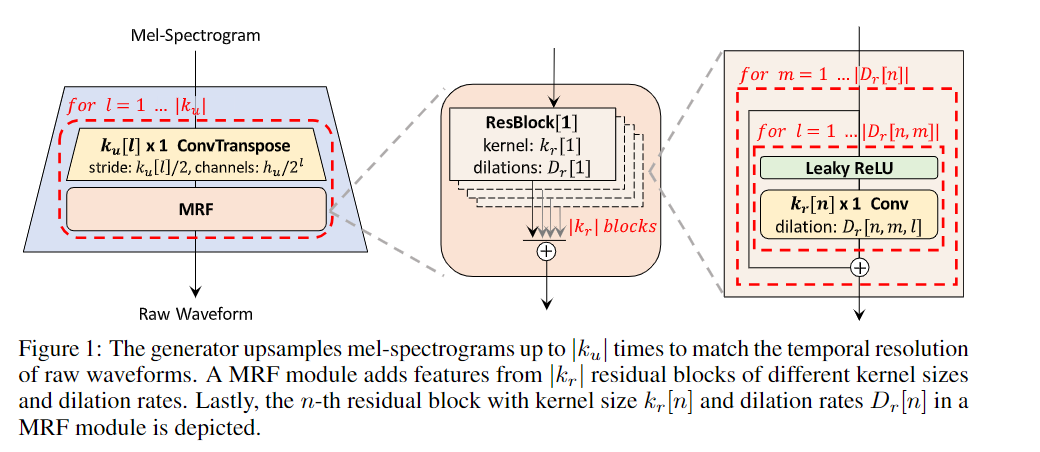 Mel-Spectrogram
for l = 1 ... |k_u|
k_u[l] x 1 ConvTranspose
stride: k_u[l]/2, channels: h_u/2^l
MRF
Raw Waveform
ResBlock[1]
kernel: k_r[1]
dilations: D_r[1]
|k_r| blocks
+
for m = 1 ...|D_r[n]|
for l = 1 ...|D_r[n,m]|
Leaky ReLU
k_r[n] x 1 Conv
dilation: D_r[n,m,l]
+
Figure 1: The generator upsamples mel-spectrograms up to |k_u| times to match the temporal resolution
of raw waveforms. A MRF module adds features from |k_r| residual blocks of different kernel sizes
and dilation rates. Lastly, the n-th residual block with kernel size k_r[n] and dilation rates D_r[n] in a
MRF module is depicted.